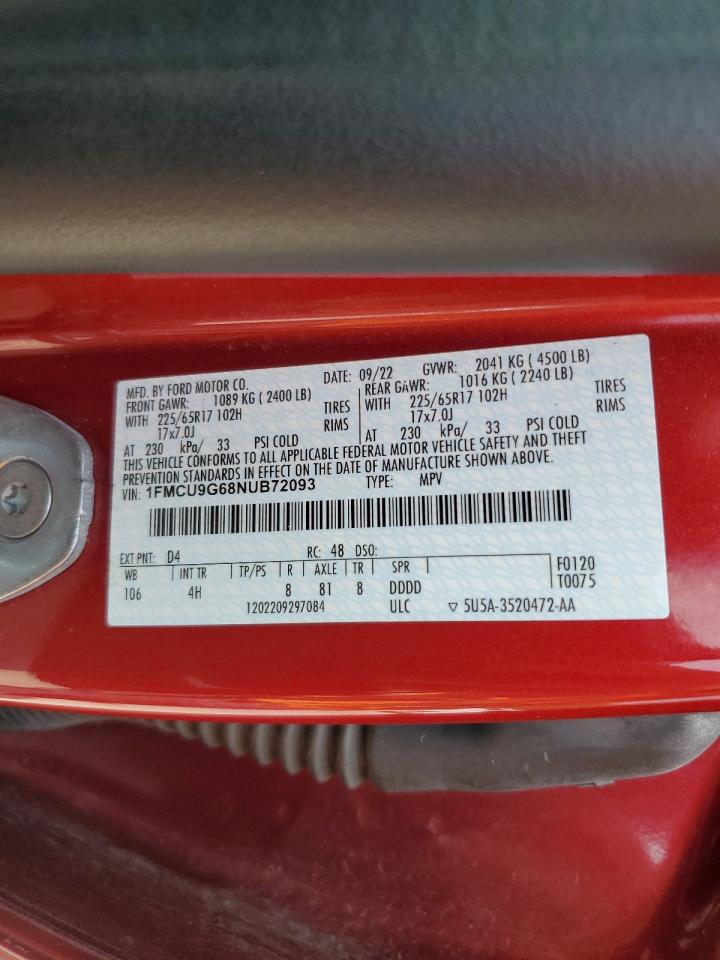 MFD. BY FORD MOTOR CO. DATE: 09/22 GVWR: 2041 KG ( 4500 LB)
FRONT GAWR: 1089 KG ( 2400 LB) REAR GAWR: 1016 KG ( 2240 LB)
WITH 225/65R17 102H TIRES WITH 225/65R17 102H TIRES
17x7.0J RIMS 17x7.0J RIMS
AT 230 kPa/ 33 PSI COLD AT 230 kPa/ 33 PSI COLD
THIS VEHICLE CONFORMS TO ALL APPLICABLE FEDERAL MOTOR VEHICLE SAFETY AND THEFT
PREVENTION STANDARDS IN EFFECT ON THE DATE OF MANUFACTURE SHOWN ABOVE.
VIN: 1FMCU9G68NUB72093 TYPE: MPV
EXT PNT: D4 RC: 48 DSO: F0120
WB INT TR TP/PS R AXLE TR SPR T0075
106 4H 8 81 8 DDDD
1202209297084 ULC ▽ 5U5A-3520472-AA